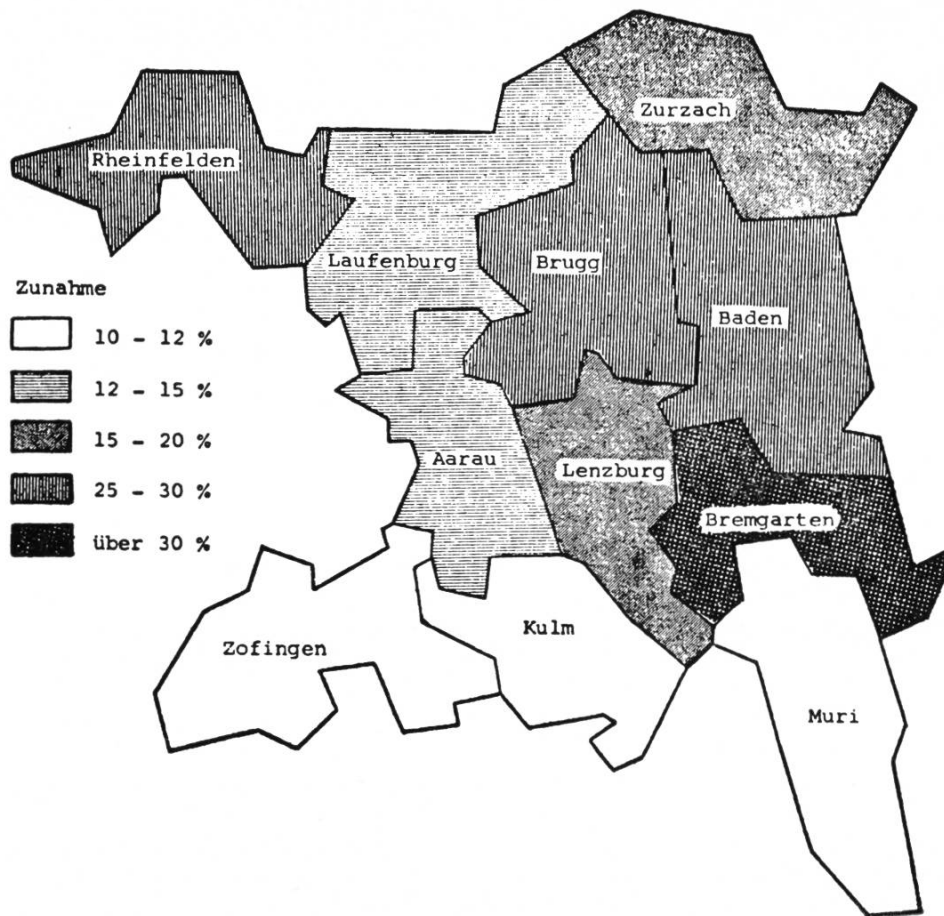 Zurzach
Rheinfelden
Laufenburg
Brugg
Baden
Zunahme
10 - 12 %
12 - 15 %
15 - 20 %
25 - 30 %
über 30 %
Aarau
Lenzburg
Bremgarten
Zofingen
Kulm
Muri